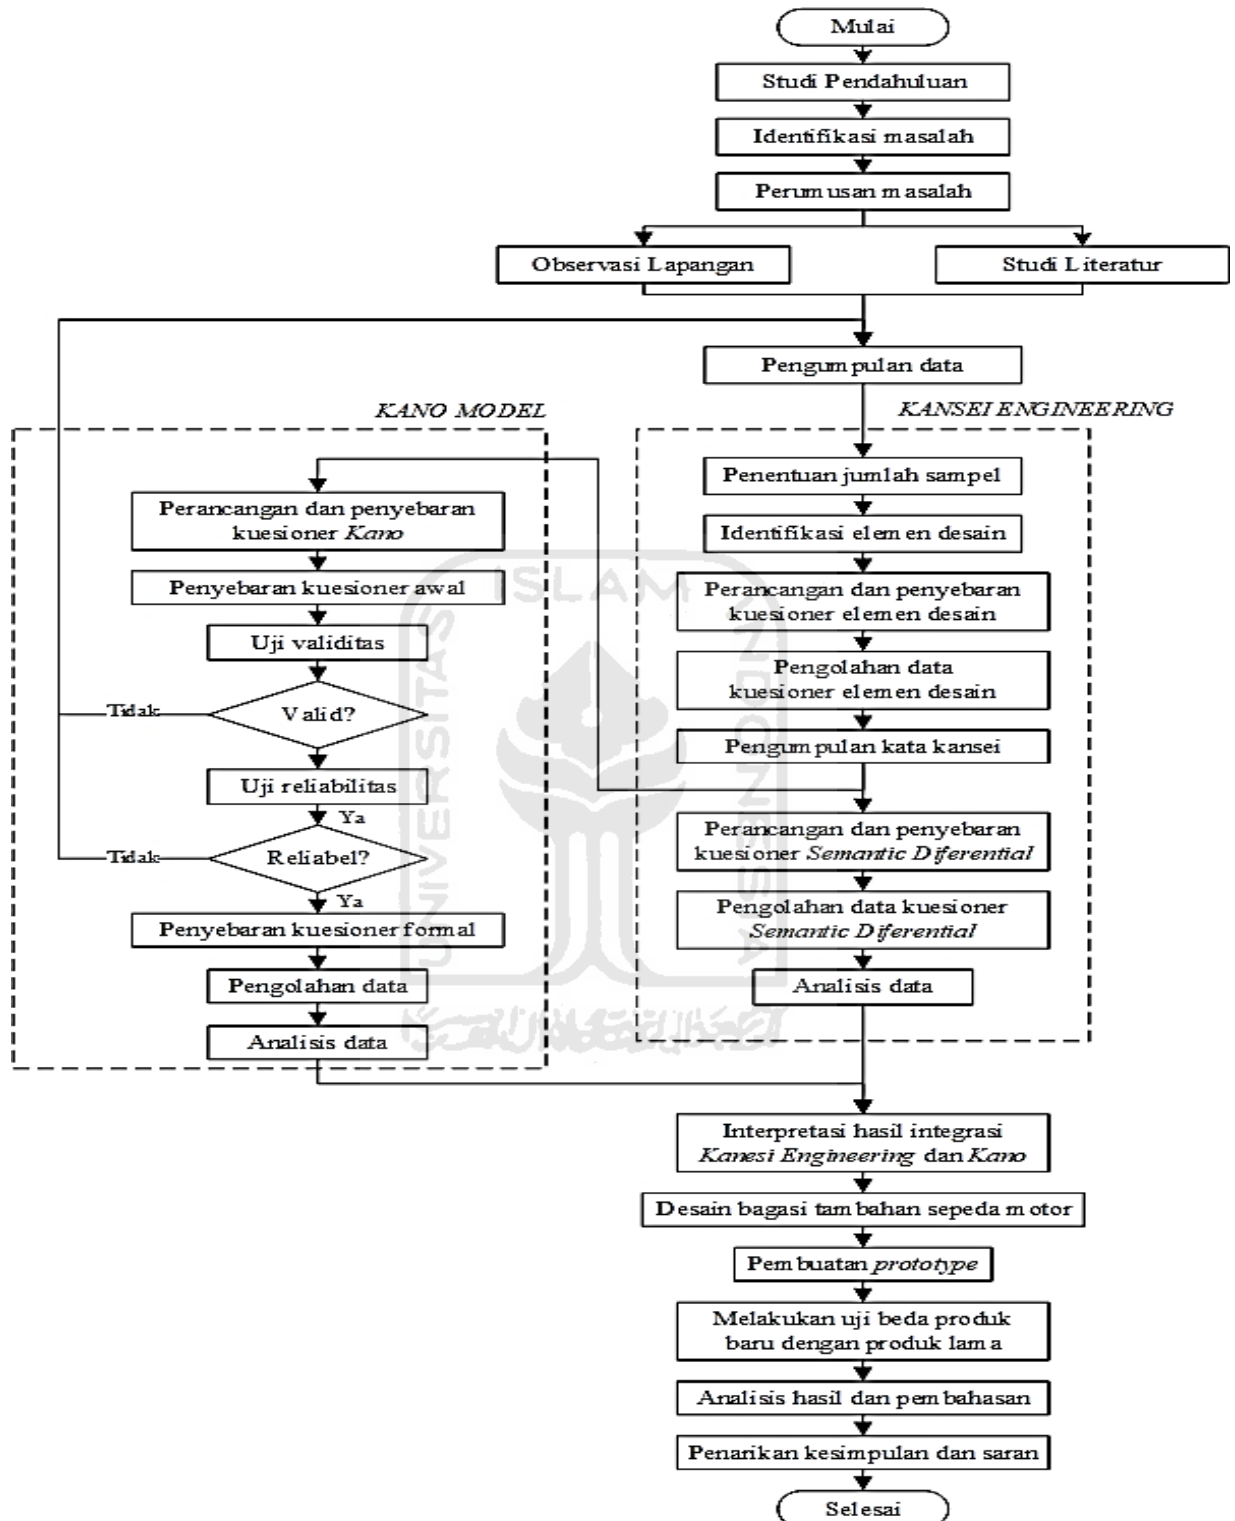 Mulai
Studi Pendahuluan
Identifikasi masalah
Perumusan masalah
Observasi Lapangan
Studi Literatur
Pengumpulan data
KANO MODEL
Perancangan dan penyebaran
kuesioner Kano
Penyebaran kuesioner awal
Uji validitas
Valid?
Tidak
Uji reliabilitas
Ya
Reliabel?
Tidak
Ya
Penyebaran kuesioner formal
Pengolahan data
Analisis data
KANSEI ENGINEERING
Penentuan jumlah sampel
Identifikasi elemen desain
Perancangan dan penyebaran
kuesioner elemen desain
Pengolahan data
kuesioner elemen desain
Pengumpulan kata kansei
Perancangan dan penyebaran
kuesioner Semantic Diferential
Pengolahan data kuesioner
Semantic Diferential
Analisis data
Interpretasi hasil integrasi
Kanesi Engineering dan Kano
Desain bagasi tambahan sepeda motor
Pembuatan prototype
Melakukan uji beda produk
baru dengan produk lama
Analisis hasil dan pembahasan
Penarikan kesimpulan dan saran
Selesai
UNIVERSITAS
ISLAM
INDONESIA